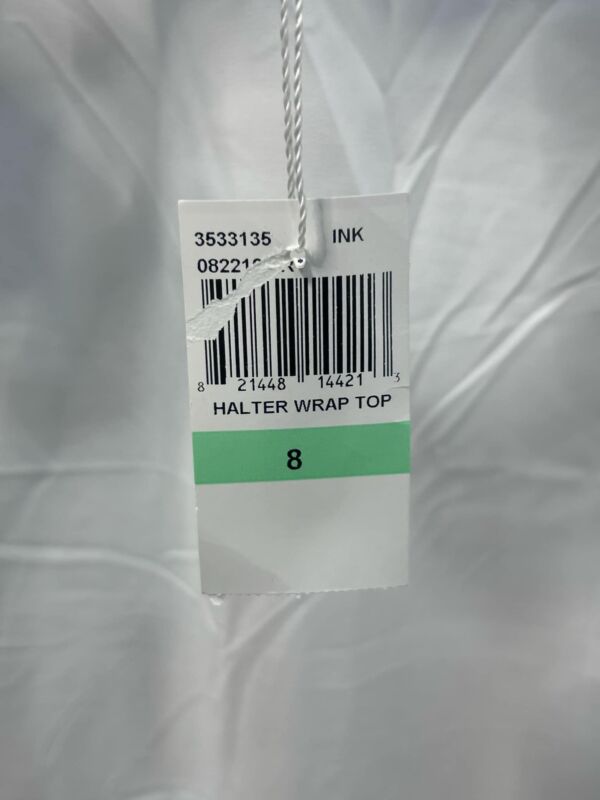 3533135 INK
8 21448 14421 3
HALTER WRAP TOP
8